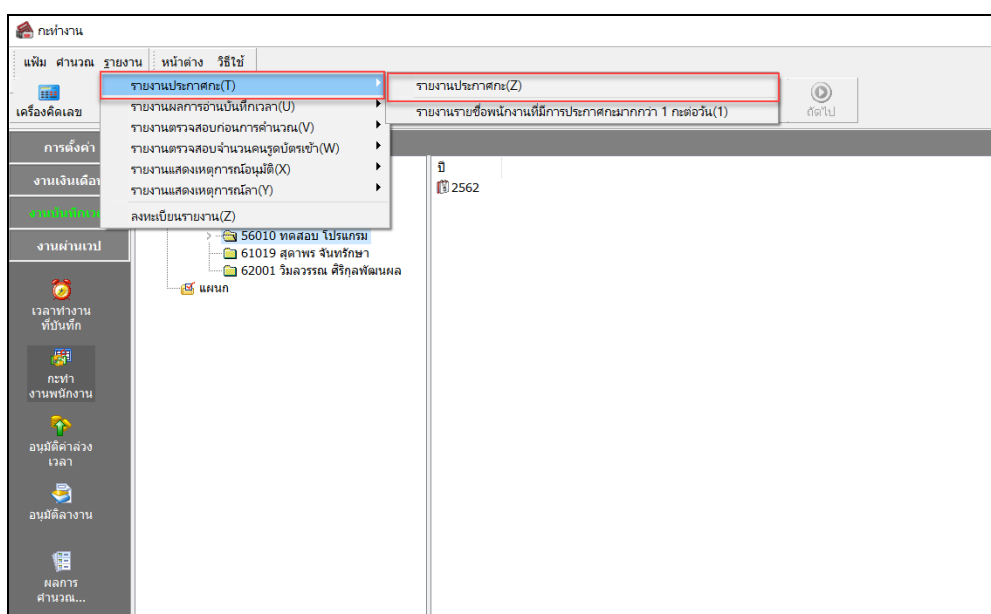 กะทำงาน
แฟ้ม คำนวณ รายงาน หน้าต่าง วิธีใช้
เครื่องคิดเลข
ถัดไป
รายงานประกาศกะ(T)
รายงานผลการอ่านบันทึกเวลา(U)
รายงานตรวจสอบก่อนการคำนวณ(V)
รายงานตรวจสอบจำนวนคนรูดบัตรเข้า(W)
รายงานแสดงเหตุการณ์อนุมัติ(X)
รายงานแสดงเหตุการณ์ลา(Y)
ลงทะเบียนรายงาน(Z)
รายงานประกาศกะ(Z)
รายงานรายชื่อพนักงานที่มีการประกาศกะมากกว่า 1 กะต่อวัน(1)
การตั้งค่า
งานเงินเดือน
งานบันทึกเว
งานผ่านเวป
เวลาทำงาน
ที่บันทึก
กะทำ
งานพนักงาน
อนุมัติค่าล่วง
เวลา
อนุมัติลางาน
ผลการ
คำนวณ...
56010 ทดสอบ โปรแกรม
61019 สุดาพร จันทรักษา
62001 วิมลวรรณ ศิริกุลพัฒนผล
แผนก
ปี
2562